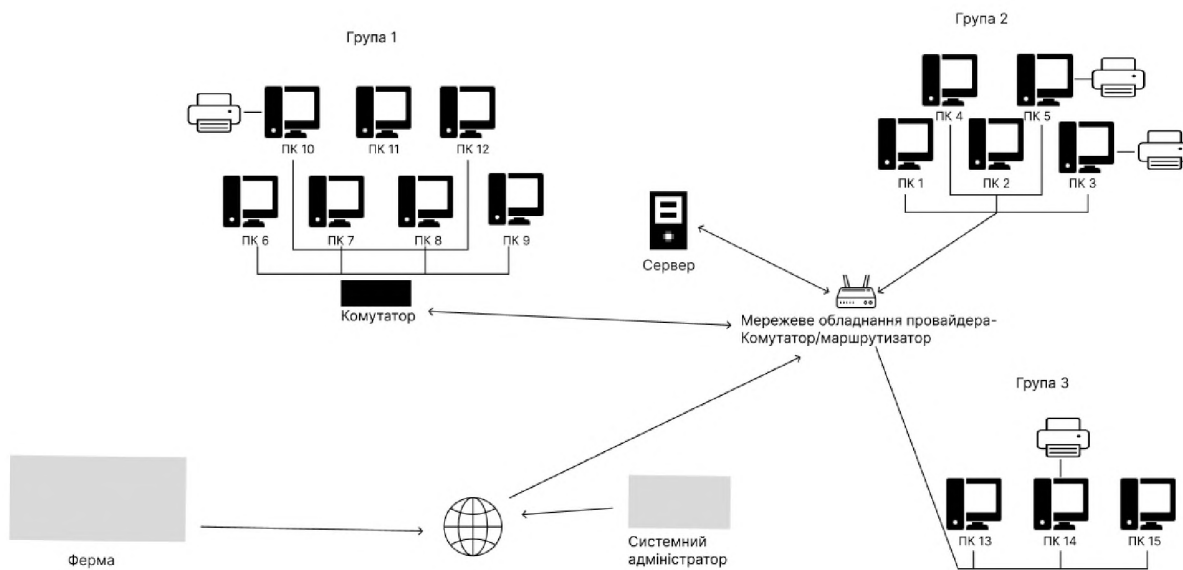 Група 1
Група 2
ПК 10
ПК 11
ПК 12
ПК 4
ПК 5
ПК 1
ПК 2
ПК 3
ПК 6
ПК 7
ПК 8
ПК 9
Сервер
Комутатор
Мережеве обладнання провайдера-
Комутатор/маршрутизатор
Група 3
ПК 13
ПК 14
ПК 15
Ферма
Системний
адміністратор